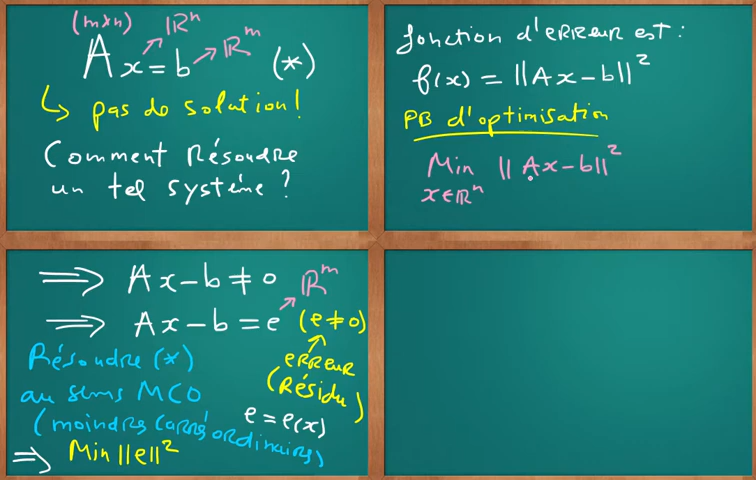 (m×n) ℝⁿ
Ax = b → ℝᵐ (*)
↳ pas de solution!
Comment Résoudre
un tel système ?
⟹ Ax-b ≠ 0 ℝᵐ
⟹ Ax-b = e (e≠0)
ERREUR
(Résidu)
Résoudre (*)
au sens MCO
(moindres carrés ordinaires)
e = e(x)
⟹ Min ||e||²
fonction d'ERREUR est :
f(x) = ||Ax-b||²
PB d'optimisation
Min ||Ax-b||²
x∈ℝⁿ